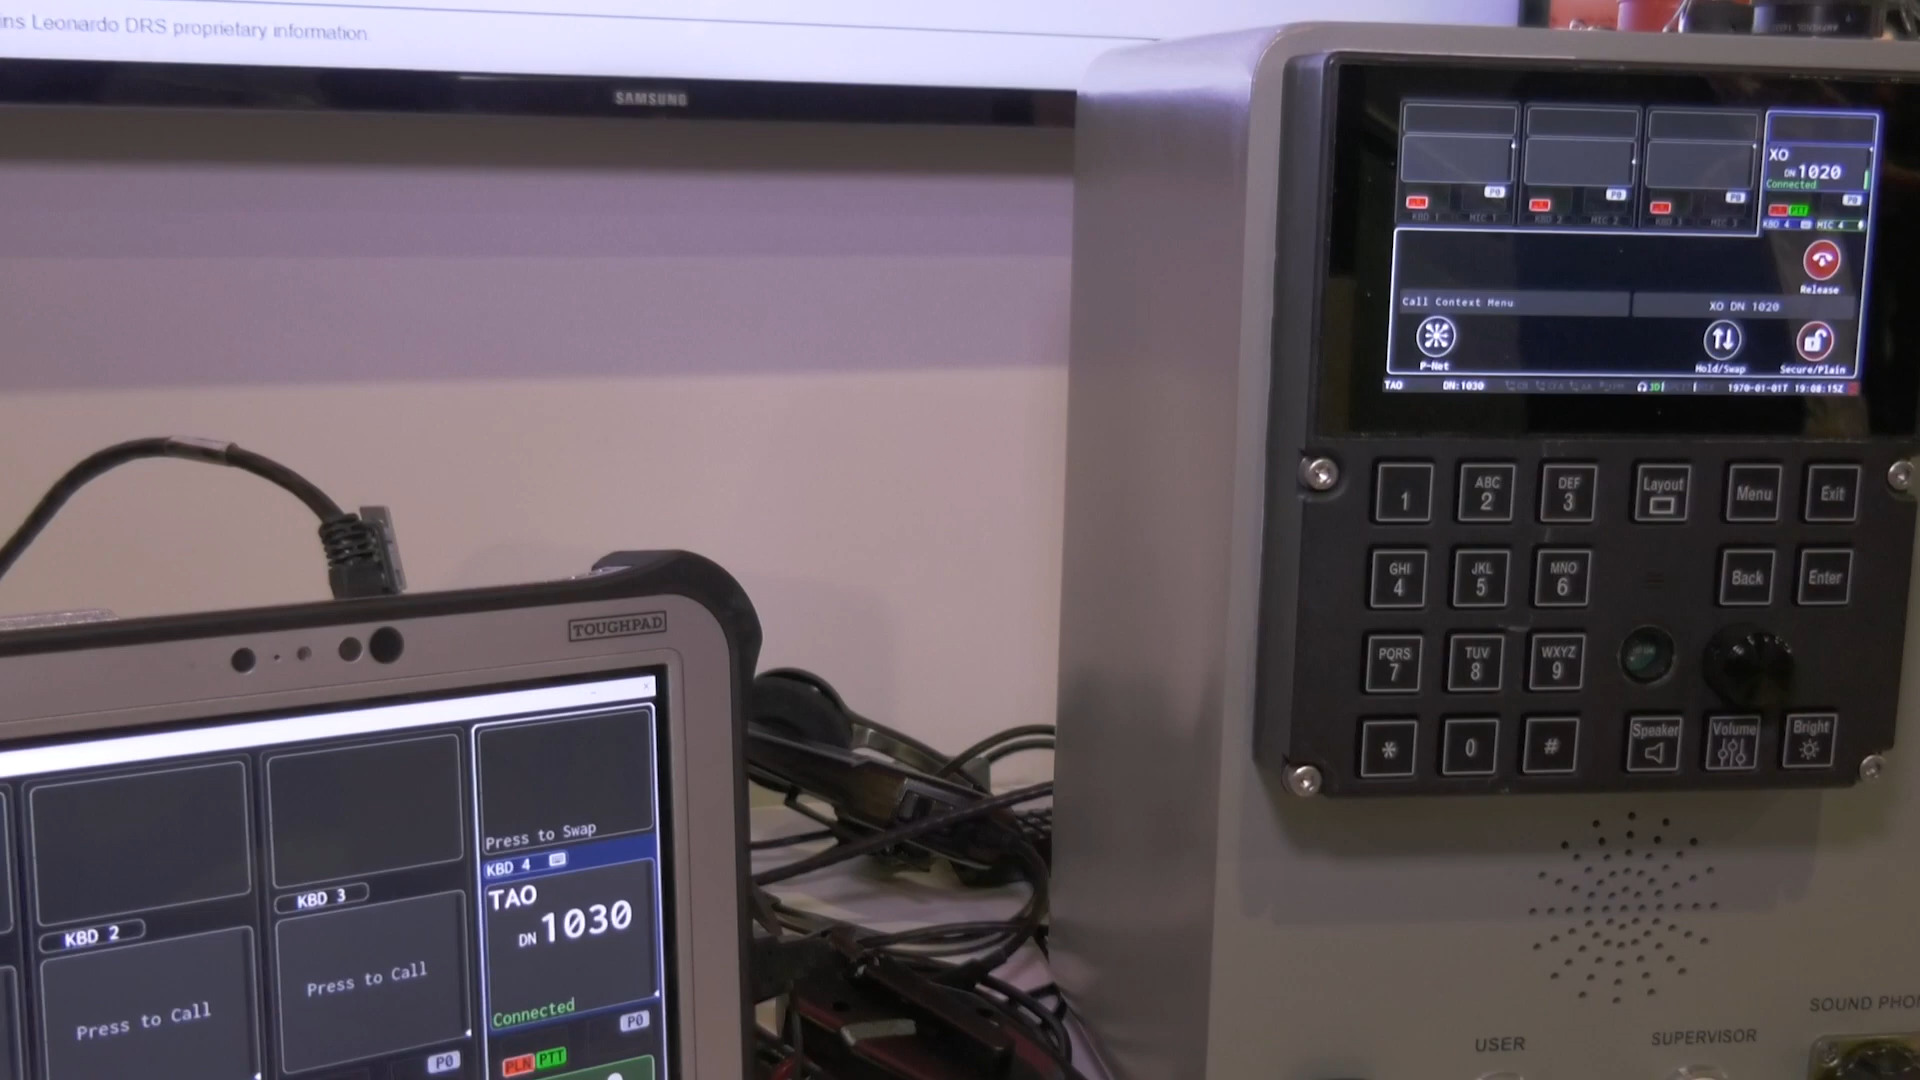 ins Leonardo DRS proprietary information.
SAMSUNG
XO
DN 1020
Connected
P0 P0 P0 P0
PTT
KBD 1 MIC 1 KBD 2 MIC 2 KBD 3 MIC 3 KBD 4 MIC 4
Release
Call Context Menu XO DN 1020
P-Net Hold/Swap Secure/Plain
TAO DN:1030 1970-01-01T 19:08:15Z
1 ABC 2 DEF 3 Layout Menu Exit
GHI 4 JKL 5 MNO 6 Back Enter
PQRS 7 TUV 8 WXYZ 9
* 0 # Speaker Volume Bright
USER SUPERVISOR SOUND PHO
TOUGHPAD
Press to Swap
KBD 4
TAO
DN 1030
Connected
P0
PLN PTT
KBD 3
Press to Call
P0
KBD 2
Press to Call